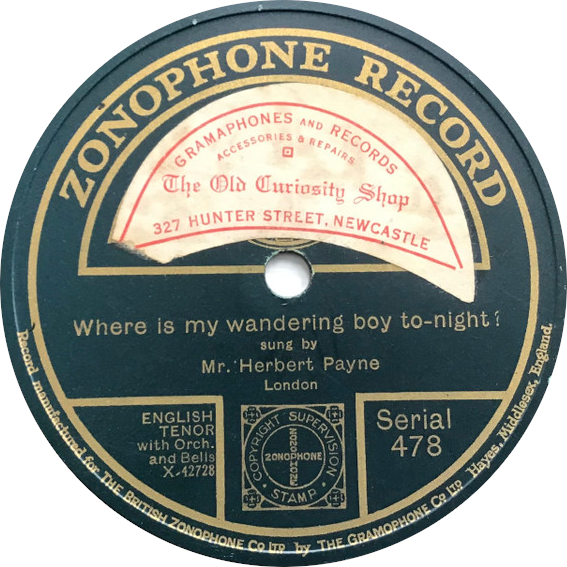 ZONOPHONE RECORD
GRAMAPHONES AND RECORDS
ACCESSORIES & REPAIRS
The Old Curiosity Shop
327 HUNTER STREET, NEWCASTLE
Where is my wandering boy to-night?
sung by
Mr. Herbert Payne
London
ENGLISH
TENOR
with Orch.
and Bells
X-42728
COPYRIGHT SUPERVISION
ZONOPHONE
ZONOPHONE
STAMP
Serial
478
Record manufactured for THE BRITISH ZONOPHONE CO LTD by THE GRAMOPHONE CO LTD Hayes, Middlesex, England.